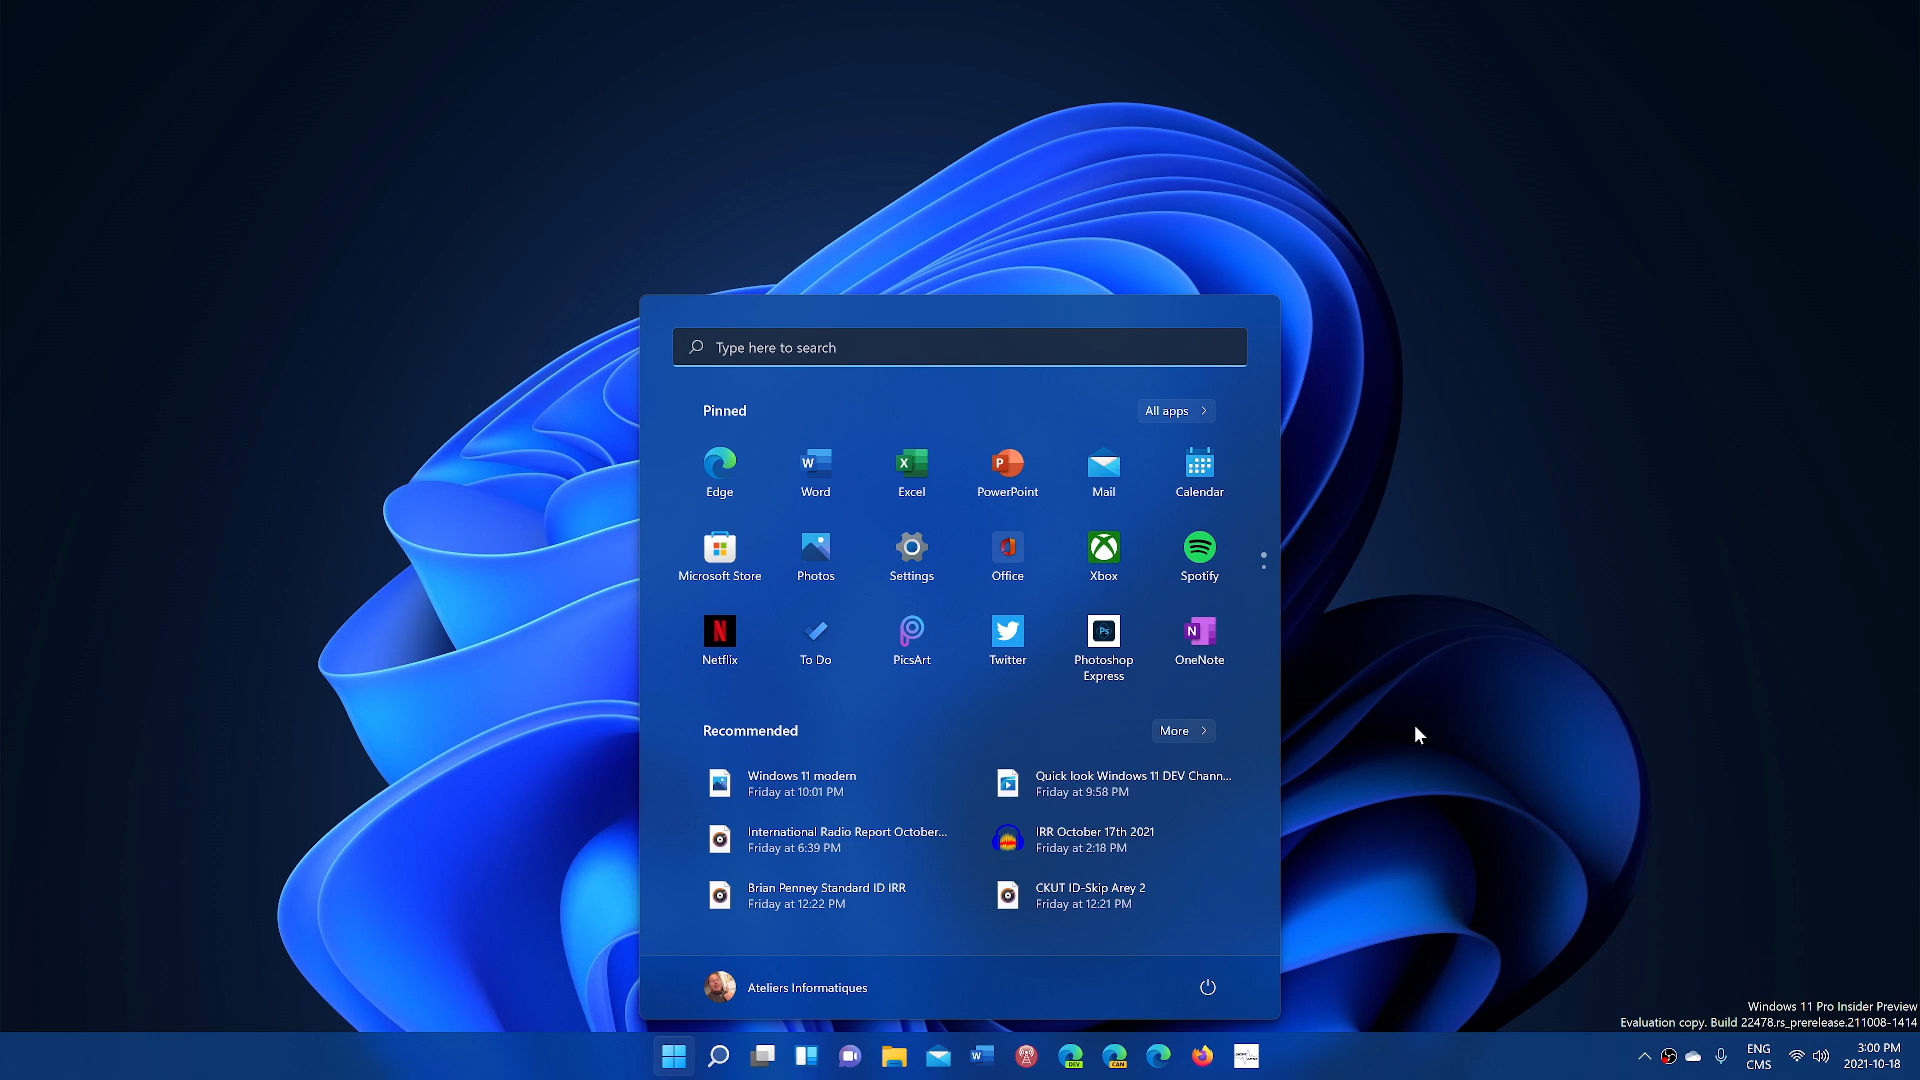 Type here to search
Pinned
All apps
Edge
Word
Excel
PowerPoint
Mail
Calendar
Microsoft Store
Photos
Settings
Office
Xbox
Spotify
Netflix
To Do
PicsArt
Twitter
Photoshop
Express
OneNote
Recommended
More
Windows 11 modern
Friday at 10:01 PM
Quick look Windows 11 DEV Chann...
Friday at 9:58 PM
International Radio Report October...
Friday at 6:39 PM
IRR October 17th 2021
Friday at 2:18 PM
Brian Penney Standard ID IRR
Friday at 12:22 PM
CKUT ID-Skip Arey 2
Friday at 12:21 PM
Ateliers Informatiques
Windows 11 Pro Insider Preview
Evaluation copy. Build 22478.rs_prerelease.211008-1414
DEV
CAN
ENG
CMS
3:00 PM
2021-10-18